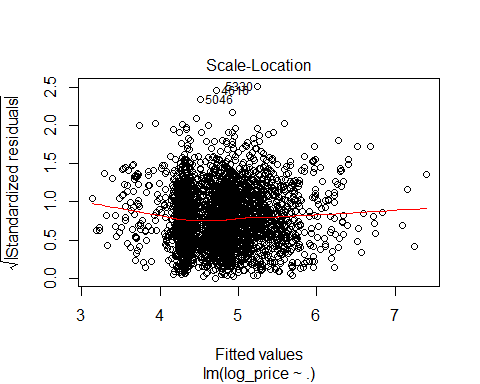 Scale-Location
√|Standardized residuals|
2.5
2.0
1.5
1.0
0.5
0.0
5330
5046
3 4 5 6 7
Fitted values
lm(log_price ~ .)